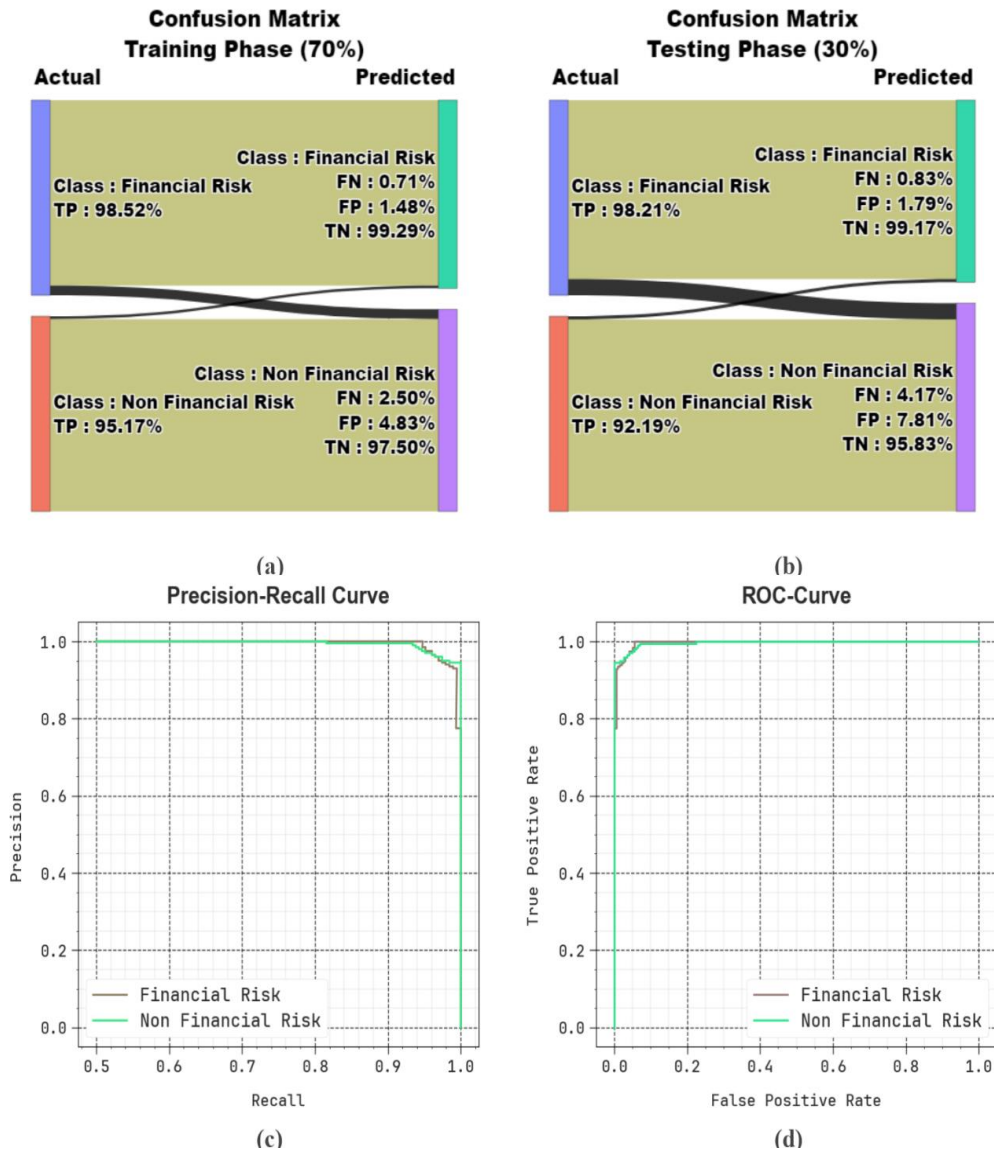 Confusion Matrix
Training Phase (70%)
Actual
Predicted
Class : Financial Risk
TP : 98.52%
Class : Financial Risk
FN : 0.71%
FP : 1.48%
TN : 99.29%
Class : Non Financial Risk
TP : 95.17%
Class : Non Financial Risk
FN : 2.50%
FP : 4.83%
TN : 97.50%
(a)
Confusion Matrix
Testing Phase (30%)
Actual
Predicted
Class : Financial Risk
TP : 98.21%
Class : Financial Risk
FN : 0.83%
FP : 1.79%
TN : 99.17%
Class : Non Financial Risk
TP : 92.19%
Class : Non Financial Risk
FN : 4.17%
FP : 7.81%
TN : 95.83%
(b)
Precision-Recall Curve
Precision
1.0
0.8
0.6
0.4
0.2
0.0
Financial Risk
Non Financial Risk
0.5 0.6 0.7 0.8 0.9 1.0
Recall
(c)
ROC-Curve
True Positive Rate
1.0
0.8
0.6
0.4
0.2
0.0
Financial Risk
Non Financial Risk
0.0 0.2 0.4 0.6 0.8 1.0
False Positive Rate
(d)